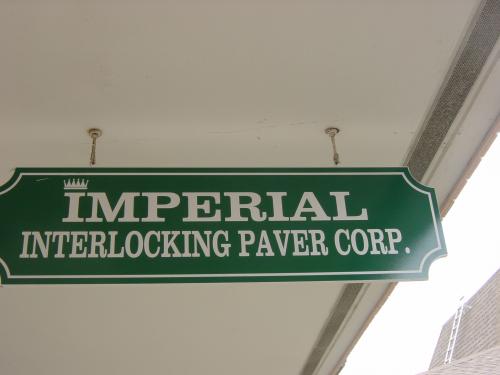 IMPERIAL
INTERLOCKING PAVER CORP.